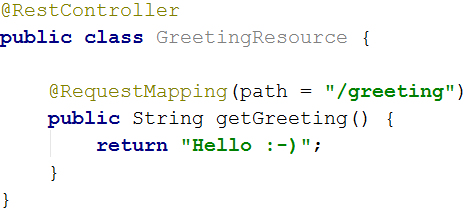 @RestController
public class GreetingResource {
@RequestMapping(path = "/greeting")
public String getGreeting() {
return "Hello :-)";
}
}